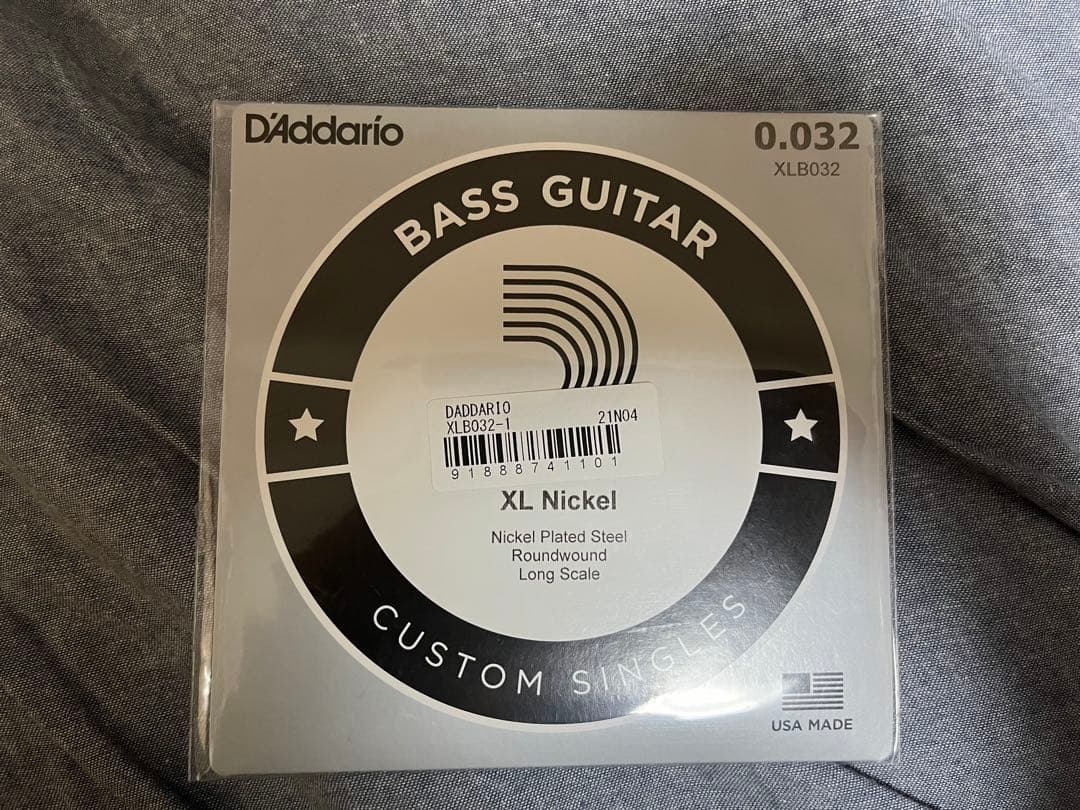 D'Addario
0.032
XLB032
BASS GUITAR
DADDARIO
XLB032-1 21N04
91888741101
XL Nickel
Nickel Plated Steel
Roundwound
Long Scale
CUSTOM SINGLES
USA MADE